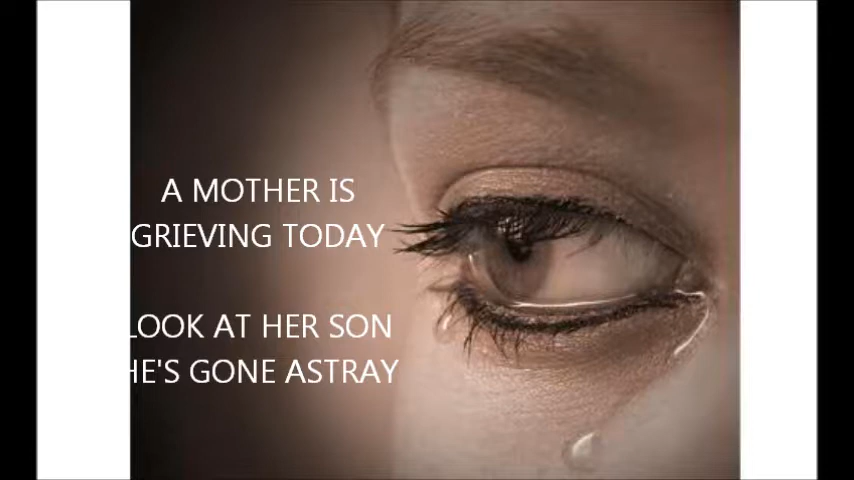 A MOTHER IS
GRIEVING TODAY
LOOK AT HER SON
HE'S GONE ASTRAY